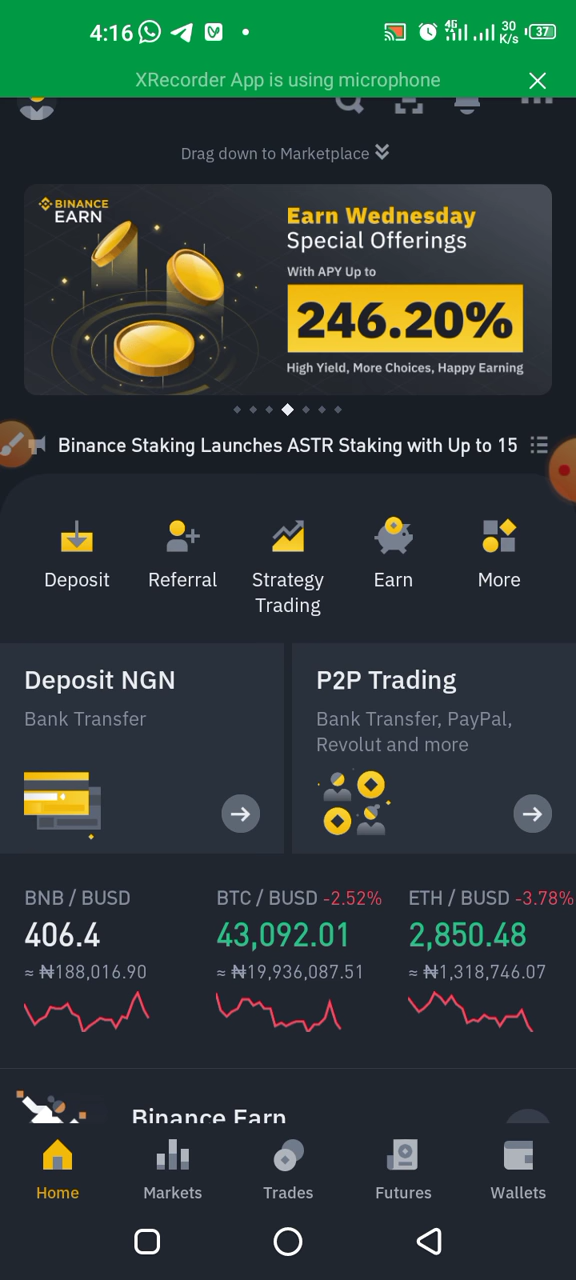 4:16
4G
30
K/s
37
XRecorder App is using microphone
Drag down to Marketplace
BINANCE
EARN
Earn Wednesday
Special Offerings
With APY Up to
246.20%
High Yield, More Choices, Happy Earning
Binance Staking Launches ASTR Staking with Up to 15
Deposit
Referral
Strategy
Trading
Earn
More
Deposit NGN
Bank Transfer
P2P Trading
Bank Transfer, PayPal,
Revolut and more
BNB / BUSD
406.4
≈ ₦188,016.90
BTC / BUSD -2.52%
43,092.01
≈ ₦19,936,087.51
ETH / BUSD -3.78%
2,850.48
≈ ₦1,318,746.07
Binance Earn
Home
Markets
Trades
Futures
Wallets